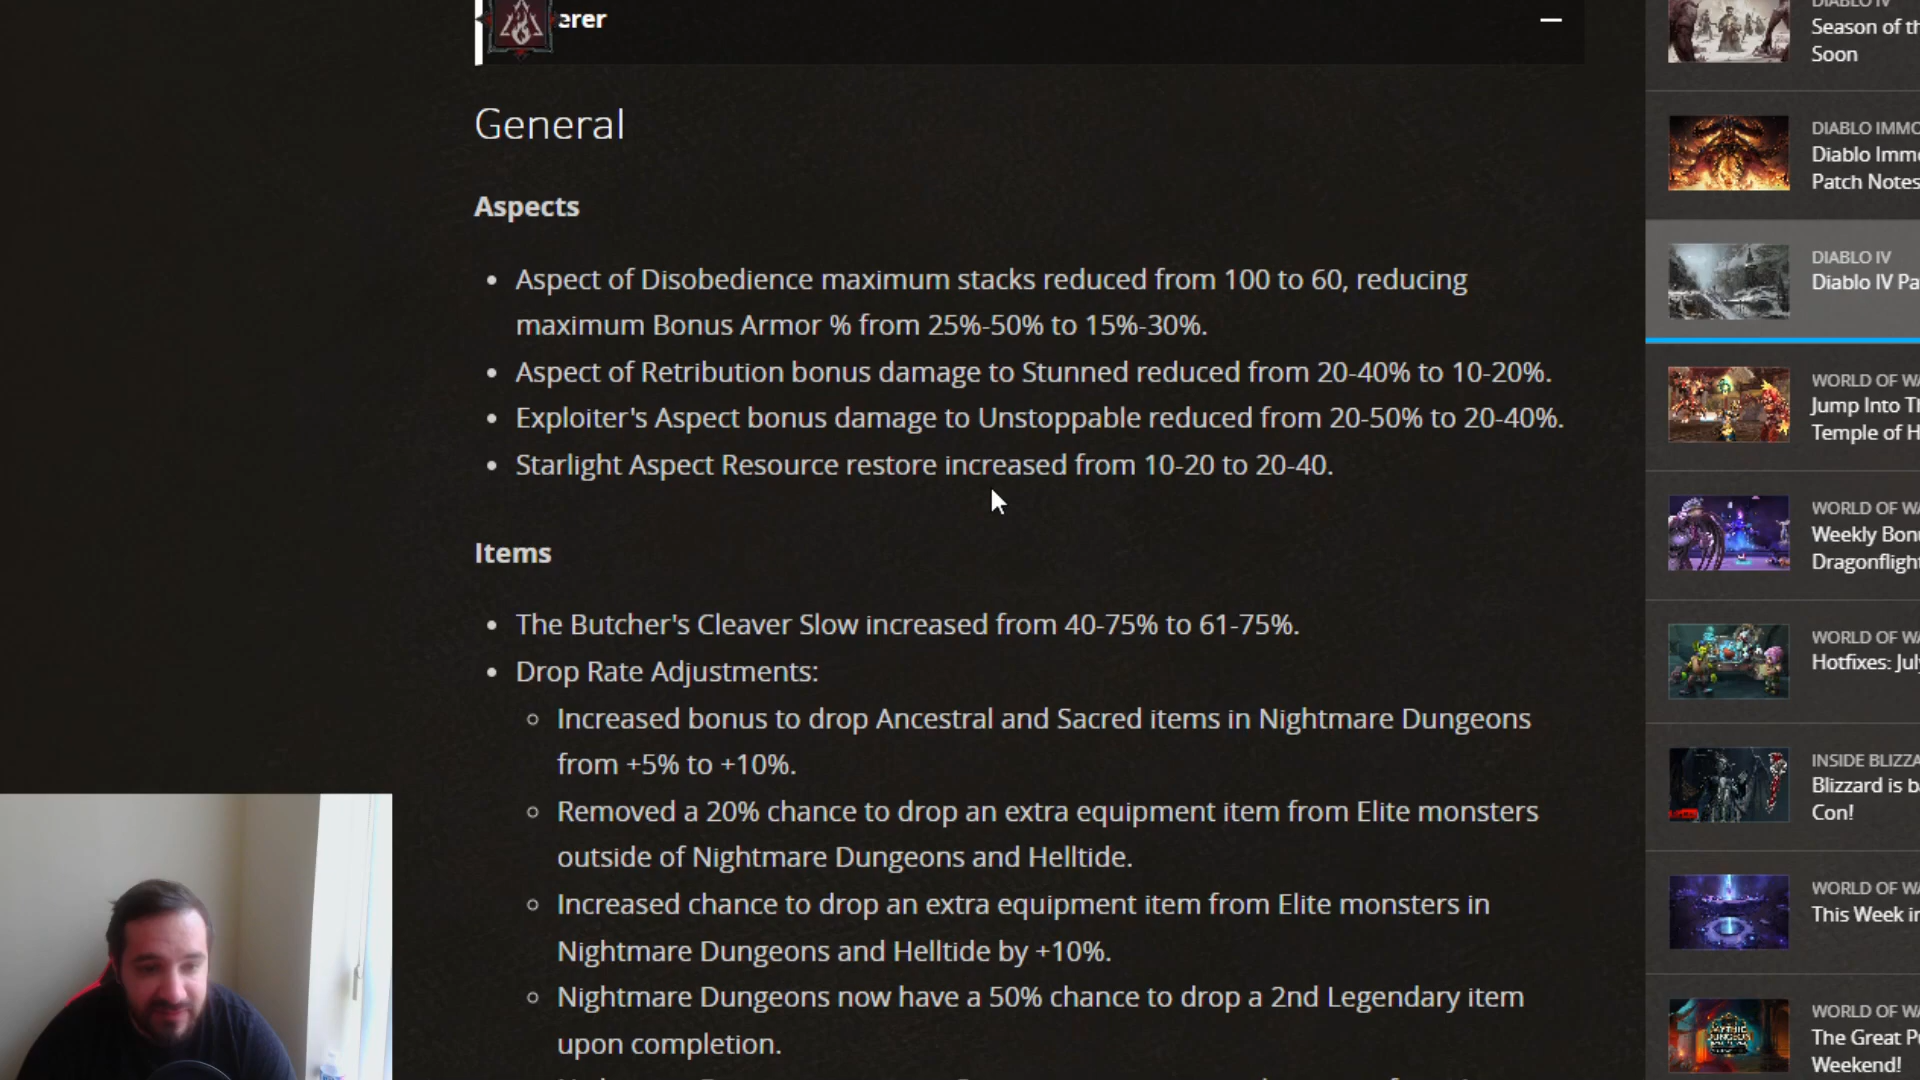 erer
General
Aspects
• Aspect of Disobedience maximum stacks reduced from 100 to 60, reducing
maximum Bonus Armor % from 25%-50% to 15%-30%.
• Aspect of Retribution bonus damage to Stunned reduced from 20-40% to 10-20%.
• Exploiter's Aspect bonus damage to Unstoppable reduced from 20-50% to 20-40%.
• Starlight Aspect Resource restore increased from 10-20 to 20-40.
Items
• The Butcher's Cleaver Slow increased from 40-75% to 61-75%.
• Drop Rate Adjustments:
◦ Increased bonus to drop Ancestral and Sacred items in Nightmare Dungeons
from +5% to +10%.
◦ Removed a 20% chance to drop an extra equipment item from Elite monsters
outside of Nightmare Dungeons and Helltide.
◦ Increased chance to drop an extra equipment item from Elite monsters in
Nightmare Dungeons and Helltide by +10%.
◦ Nightmare Dungeons now have a 50% chance to drop a 2nd Legendary item
upon completion.
DIABLO IV
Season of th
Soon
DIABLO IMMO
Diablo Immo
Patch Notes
DIABLO IV
Diablo IV Pa
WORLD OF WA
Jump Into Th
Temple of H
WORLD OF WA
Weekly Bonu
Dragonflight
WORLD OF WA
Hotfixes: July
INSIDE BLIZZA
Blizzard is ba
Con!
WORLD OF WA
This Week in
WORLD OF WA
The Great Pu
Weekend!
MYTHIC
DUNGEON